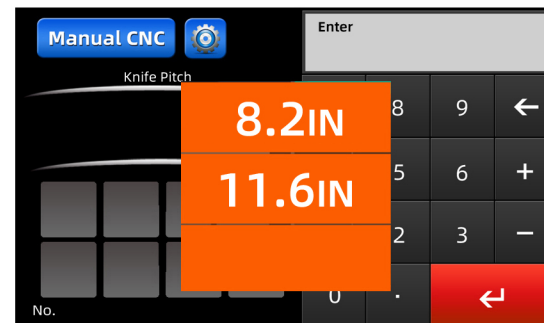 Manual CNC
Enter
Knife Pitch
8.2IN
11.6IN
8
9
←
5
6
+
2
3
−
0
.
↵
No.